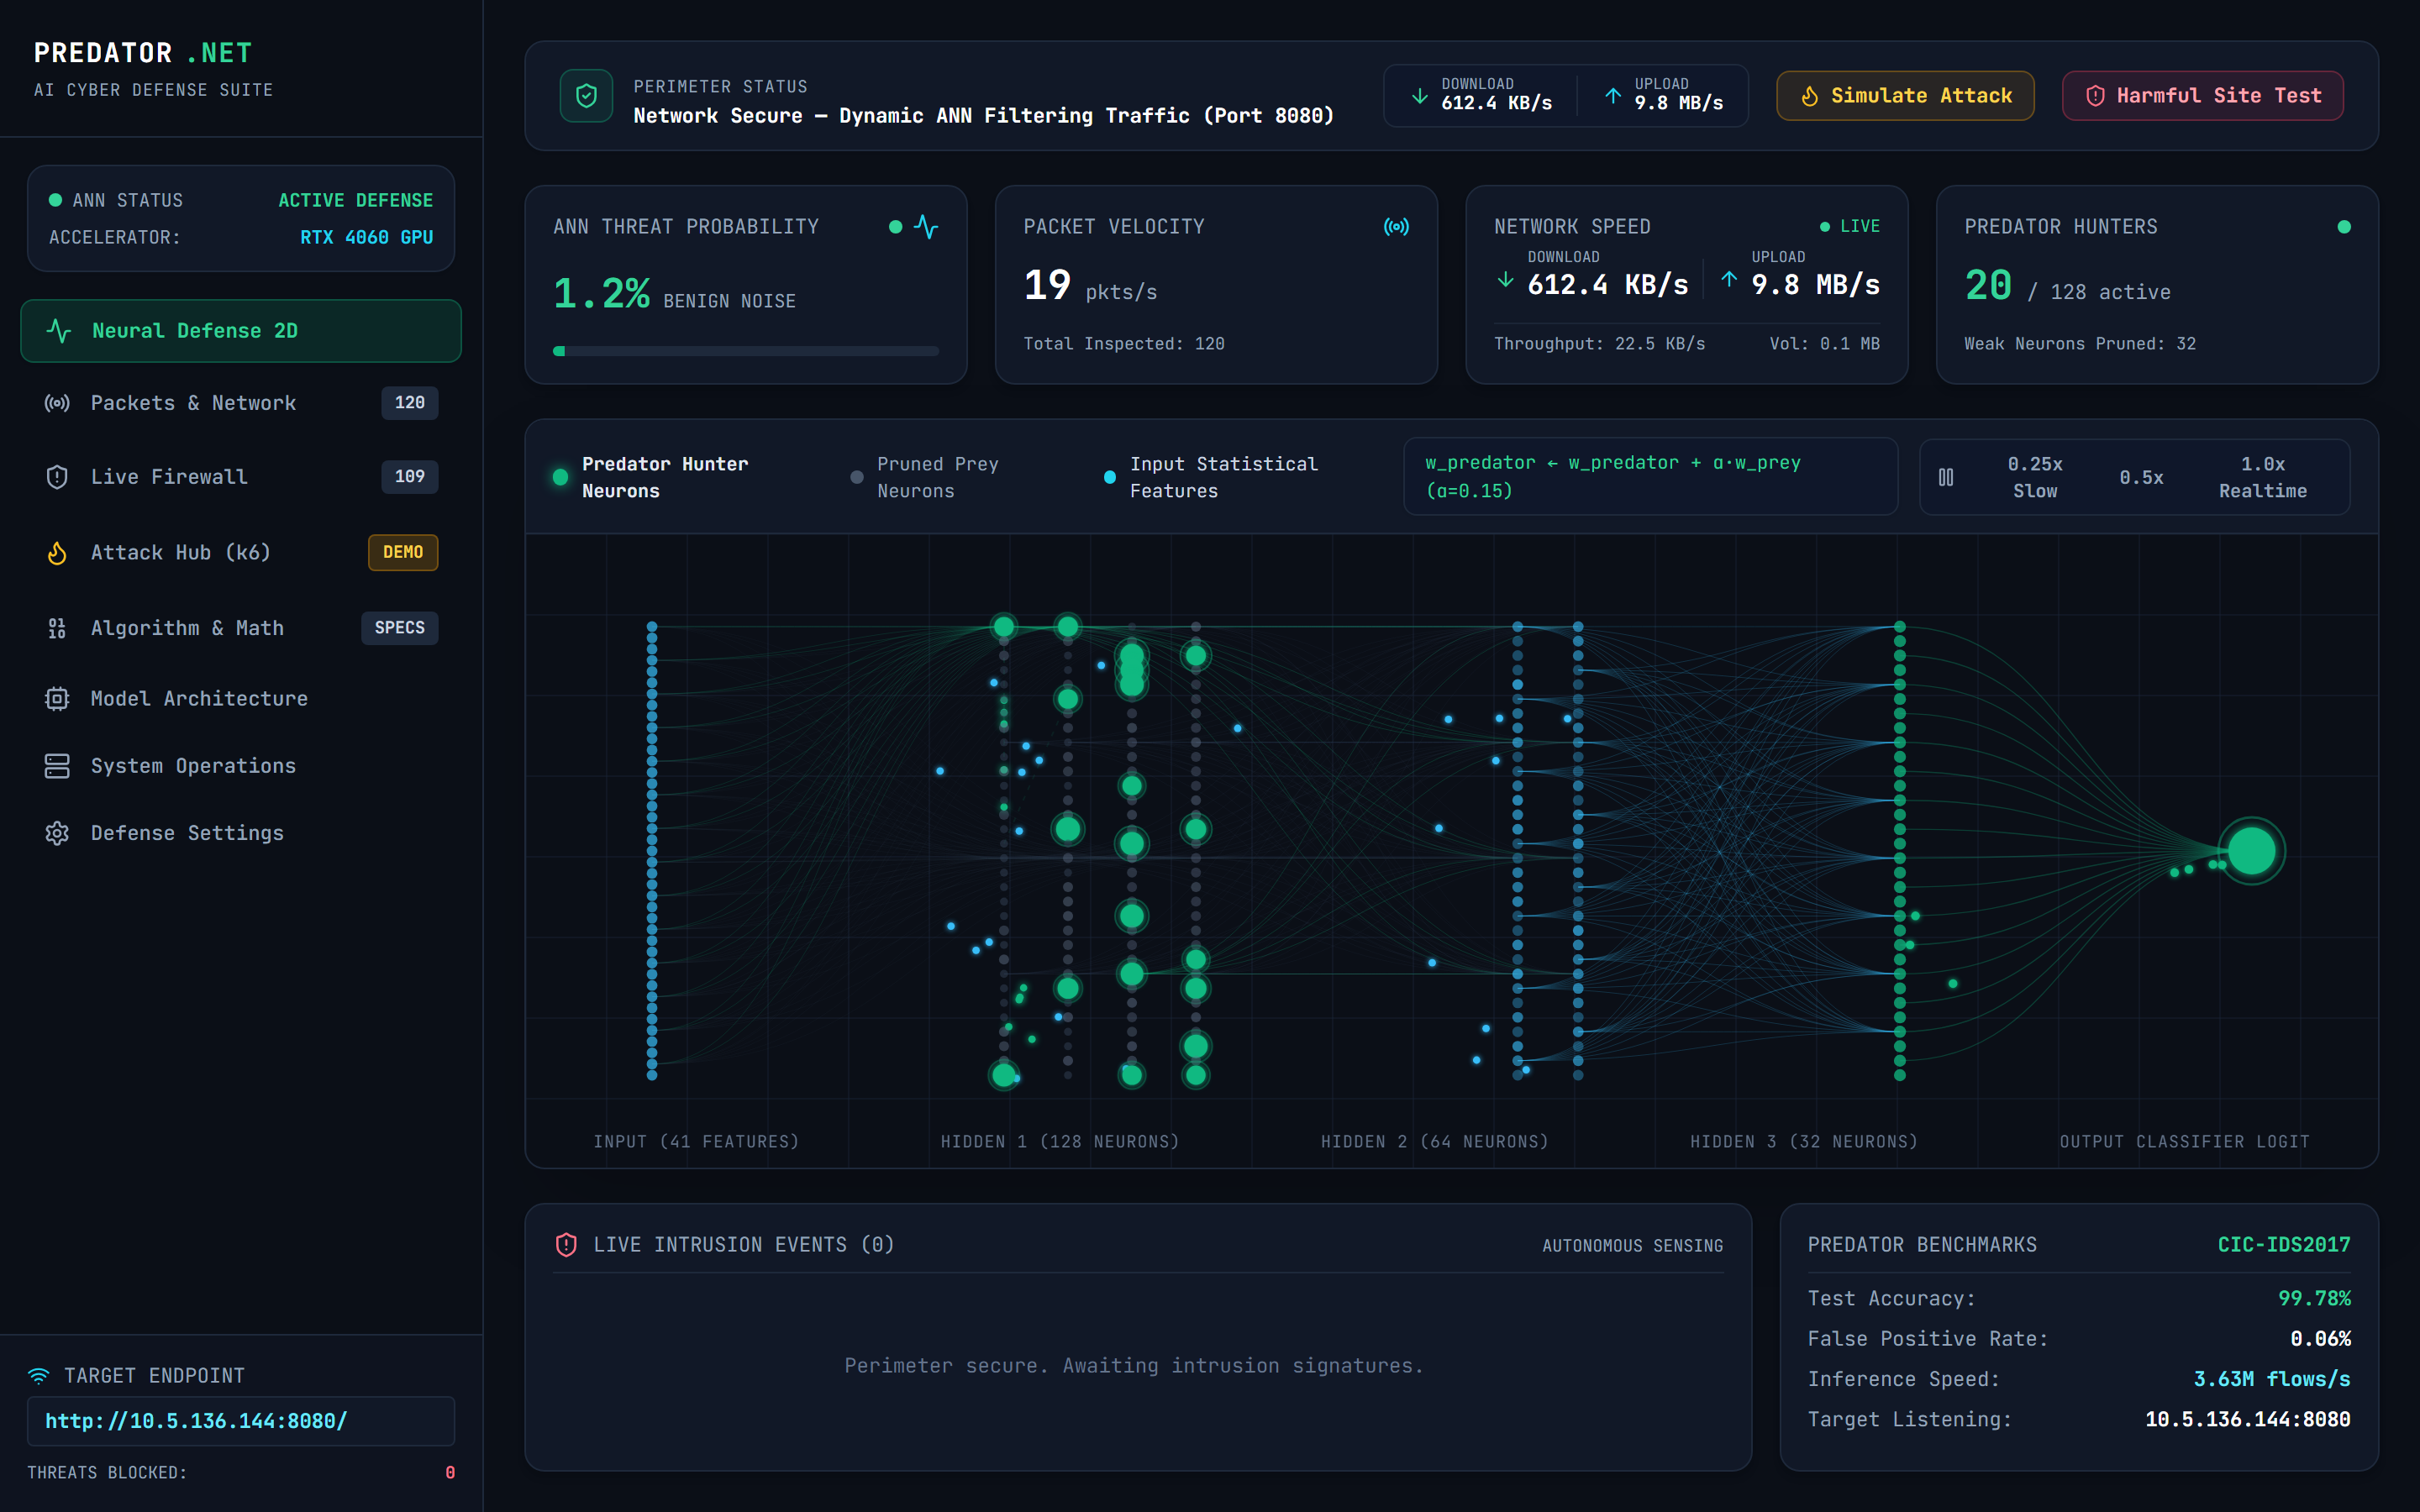 PREDATOR .NET
AI CYBER DEFENSE SUITE
ANN STATUS ACTIVE DEFENSE
ACCELERATOR: RTX 4060 GPU
Neural Defense 2D
Packets & Network 120
Live Firewall 109
Attack Hub (k6) DEMO
Algorithm & Math SPECS
Model Architecture
System Operations
Defense Settings
TARGET ENDPOINT
http://10.5.136.144:8080/
THREATS BLOCKED: 0
PERIMETER STATUS
Network Secure — Dynamic ANN Filtering Traffic (Port 8080)
DOWNLOAD
612.4 KB/s
UPLOAD
9.8 MB/s
Simulate Attack
Harmful Site Test
ANN THREAT PROBABILITY
1.2% BENIGN NOISE
PACKET VELOCITY
19 pkts/s
Total Inspected: 120
NETWORK SPEED LIVE
DOWNLOAD
612.4 KB/s
UPLOAD
9.8 MB/s
Throughput: 22.5 KB/s Vol: 0.1 MB
PREDATOR HUNTERS
20 / 128 active
Weak Neurons Pruned: 32
Predator Hunter
Neurons
Pruned Prey
Neurons
Input Statistical
Features
w_predator ← w_predator + α·w_prey
(α=0.15)
0.25x
Slow
0.5x
1.0x
Realtime
INPUT (41 FEATURES)
HIDDEN 1 (128 NEURONS)
HIDDEN 2 (64 NEURONS)
HIDDEN 3 (32 NEURONS)
OUTPUT CLASSIFIER LOGIT
LIVE INTRUSION EVENTS (0) AUTONOMOUS SENSING
Perimeter secure. Awaiting intrusion signatures.
PREDATOR BENCHMARKS CIC-IDS2017
Test Accuracy: 99.78%
False Positive Rate: 0.06%
Inference Speed: 3.63M flows/s
Target Listening: 10.5.136.144:8080